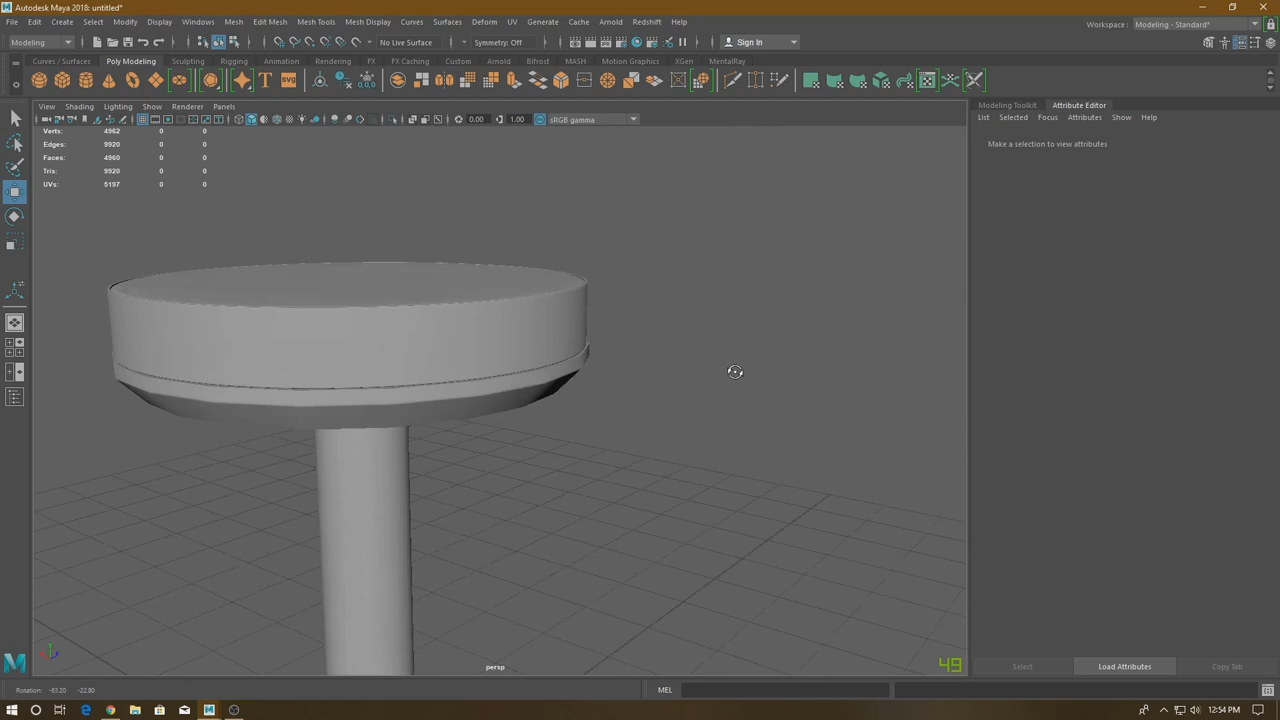 Autodesk Maya 2018: untitled*
File Edit Create Select Modify Display Windows Mesh Edit Mesh Mesh Tools Mesh Display Curves Surfaces Deform UV Generate Cache Arnold Redshift Help
Workspace : Modeling - Standard*
Modeling No Live Surface Symmetry: Off Sign In
Curves / Surfaces Poly Modeling Sculpting Rigging Animation Rendering FX FX Caching Custom Arnold Bifrost MASH Motion Graphics XGen MentalRay
View Shading Lighting Show Renderer Panels
Modeling Toolkit Attribute Editor
List Selected Focus Attributes Show Help
0.00 1.00 sRGB gamma
Verts: 4962 0 0
Edges: 9920 0 0
Faces: 4960 0 0
Tris: 9920 0 0
UVs: 5197 0 0
Make a selection to view attributes
persp
49
Select Load Attributes Copy Tab
Rotation: -63.20 -22.80
MEL
12:54 PM